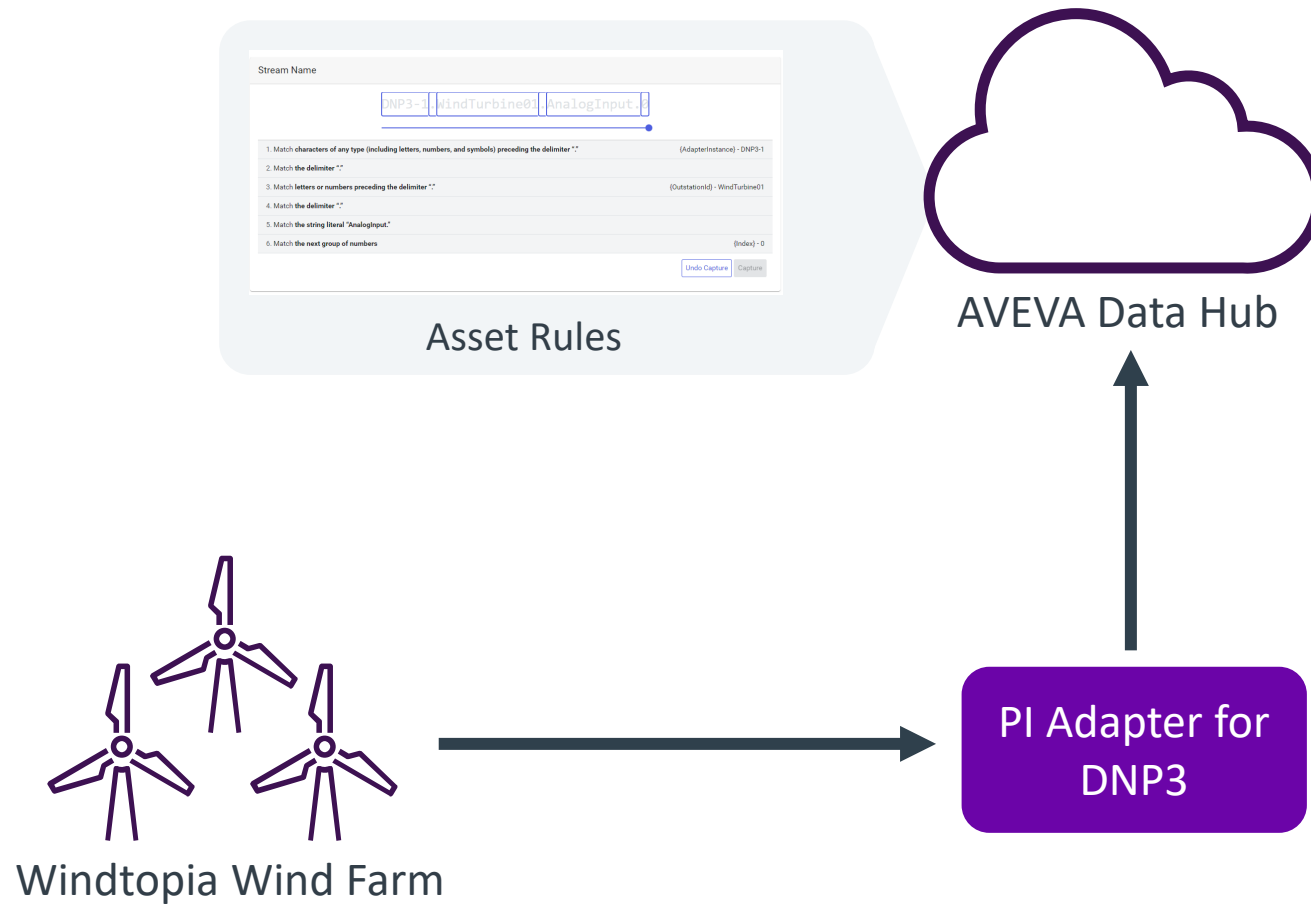 Stream Name
DNP3-1.WindTurbine01.AnalogInput.0
1. Match characters of any type (including letters, numbers, and symbols) preceding the delimiter "." {AdapterInstance} - DNP3-1
2. Match the delimiter "."
3. Match letters or numbers preceding the delimiter "." {OutstationId} - WindTurbine01
4. Match the delimiter "."
5. Match the string literal "AnalogInput."
6. Match the next group of numbers {Index} - 0
Undo Capture Capture
Asset Rules
AVEVA Data Hub
PI Adapter for
DNP3
Windtopia Wind Farm